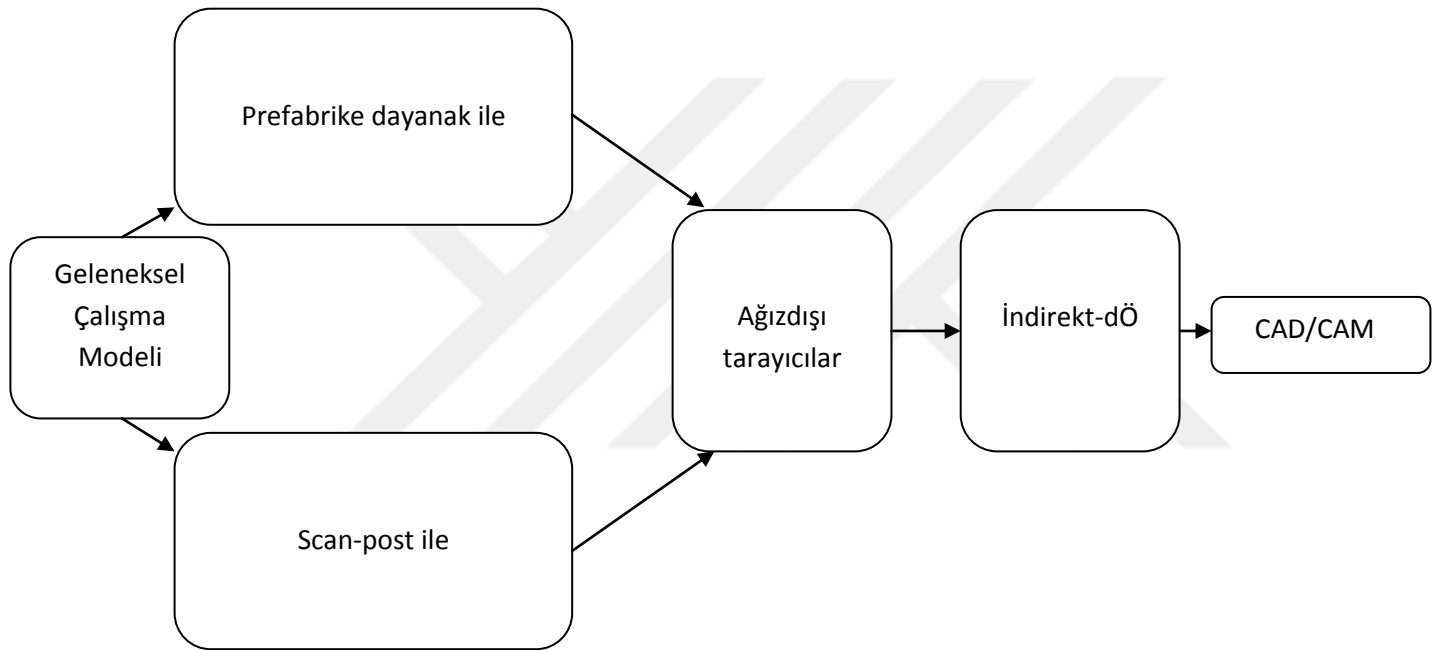 Prefabrike dayanak ile
Geleneksel
Çalışma
Modeli
Ağızdışı
tarayıcılar
İndirekt-dÖ
CAD/CAM
Scan-post ile